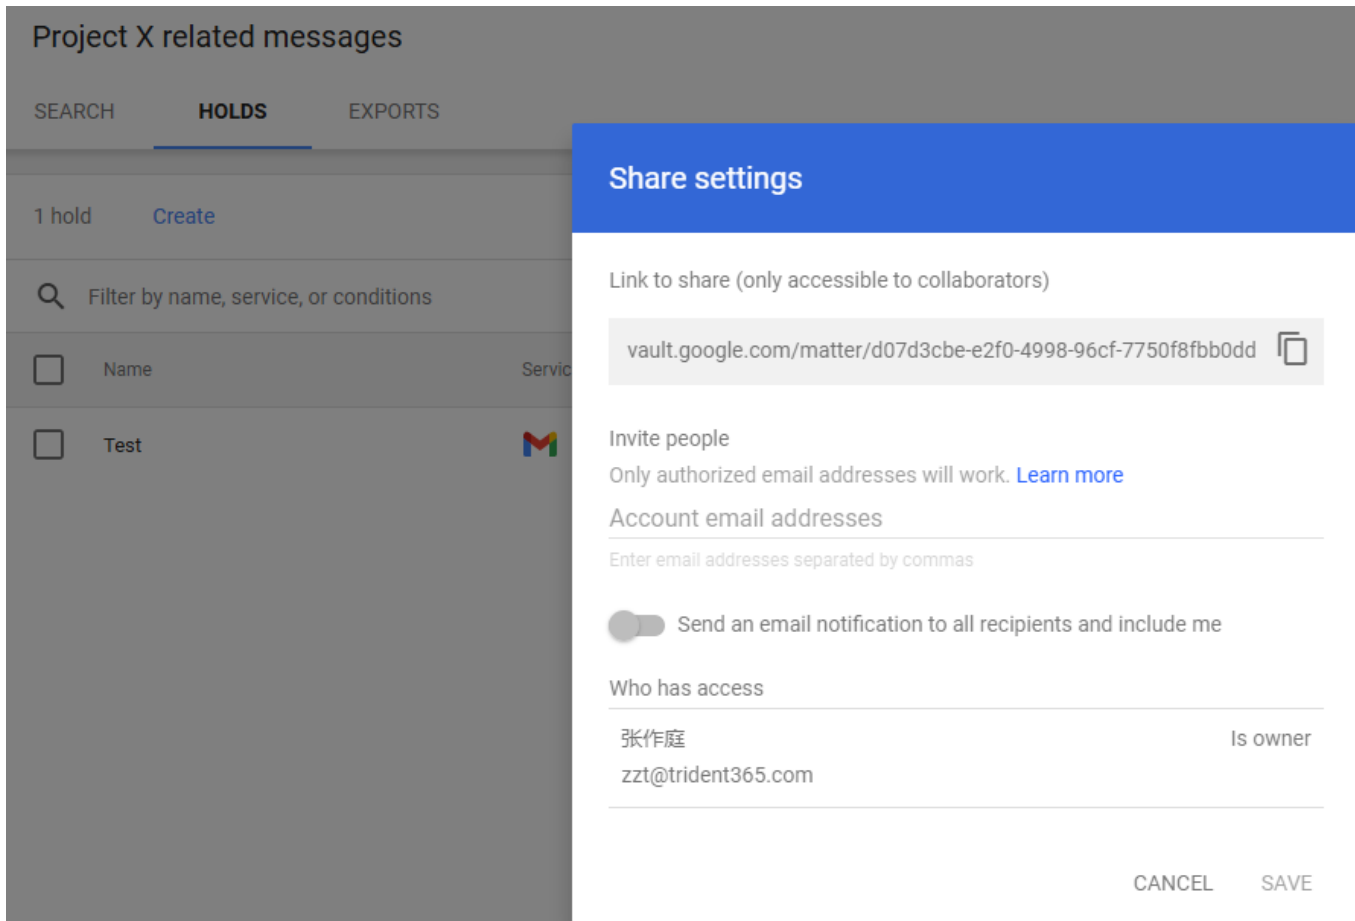 Project X related messages
SEARCH HOLDS EXPORTS
1 hold Create
Filter by name, service, or conditions
Name Servic
Test
Share settings
Link to share (only accessible to collaborators)
vault.google.com/matter/d07d3cbe-e2f0-4998-96cf-7750f8fbb0dd
Invite people
Only authorized email addresses will work. Learn more
Account email addresses
Enter email addresses separated by commas
Send an email notification to all recipients and include me
Who has access
张作庭 Is owner
zzt@trident365.com
CANCEL SAVE